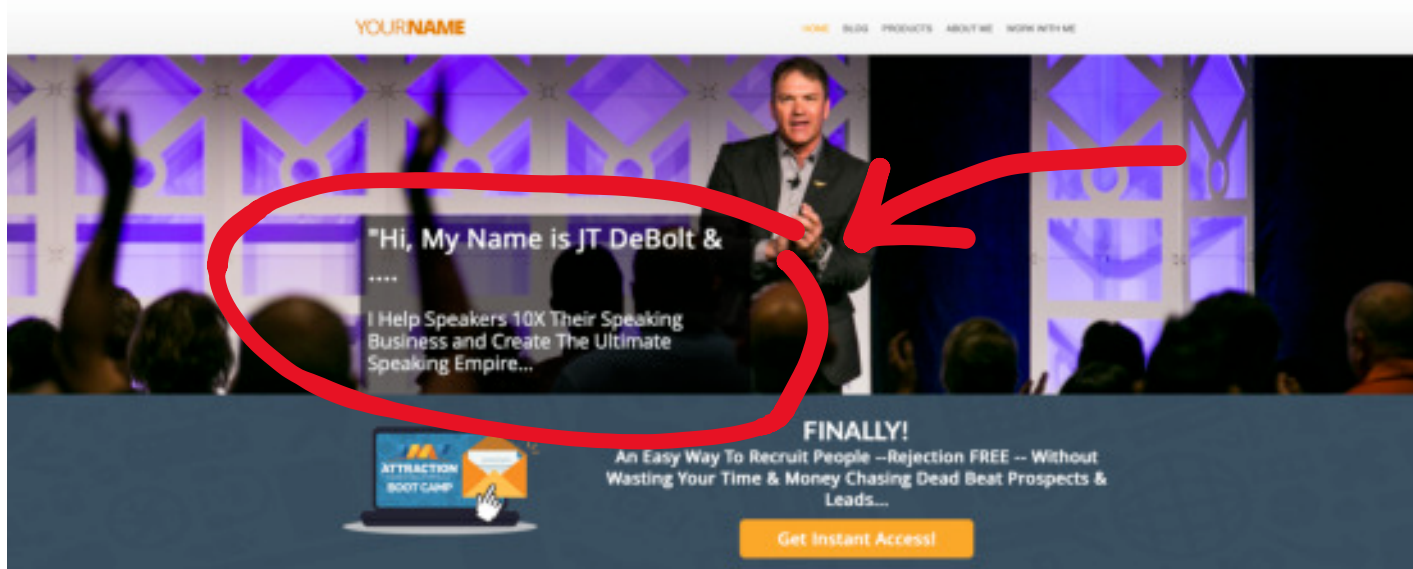 YOURNAME
HOME BLOG PRODUCTS ABOUT ME WORK WITH ME
"Hi, My Name is JT DeBolt &
....
I Help Speakers 10X Their Speaking
Business and Create The Ultimate
Speaking Empire...
FINALLY!
An Easy Way To Recruit People --Rejection FREE -- Without
Wasting Your Time & Money Chasing Dead Beat Prospects &
Leads...
ATTRACTION
BOOT CAMP
Get Instant Access!